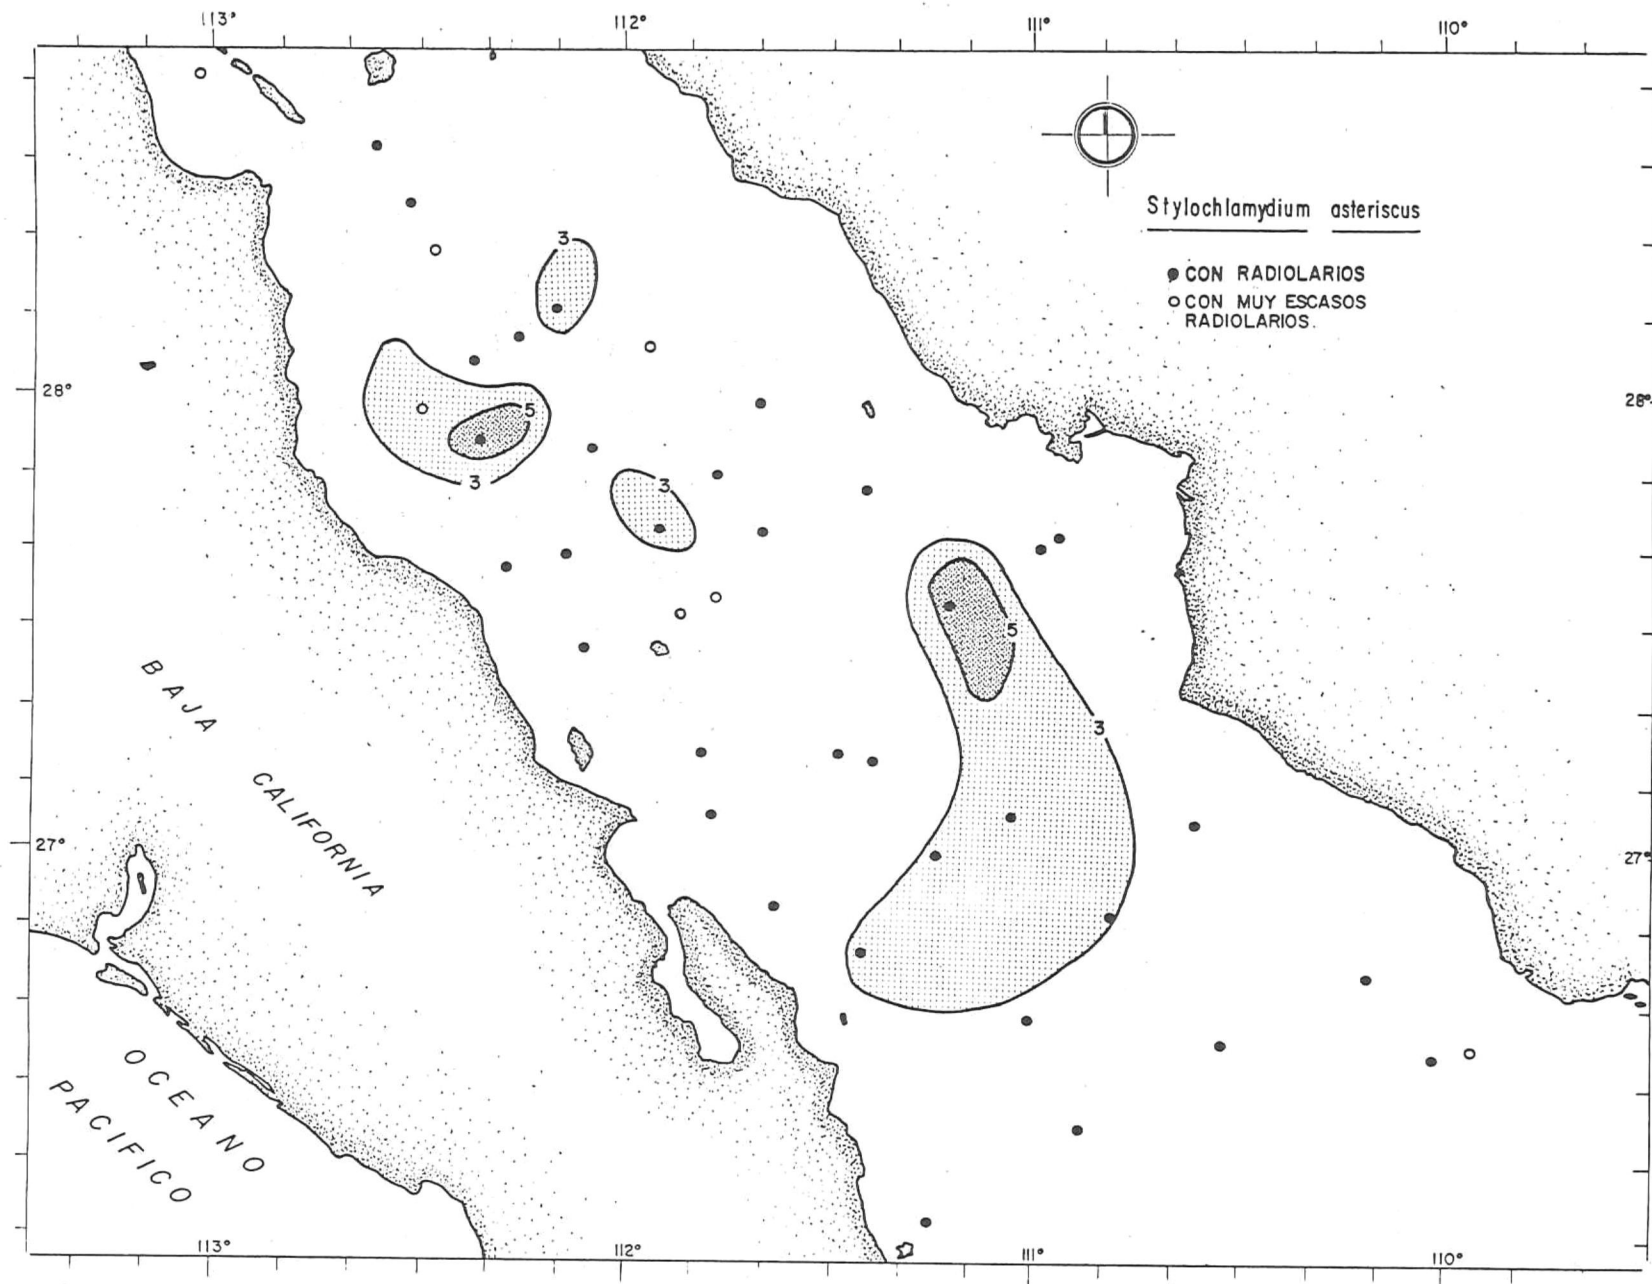 113°
112°
111°
110°
Stylochlamydium asteriscus
CON RADIOLARIOS
CON MUY ESCASOS
RADIOLARIOS.
3
28°
28°
5
3
3
5
3
27°
27°
BAJA
CALIFORNIA
OCEANO
PACIFICO
113°
112°
111°
110°